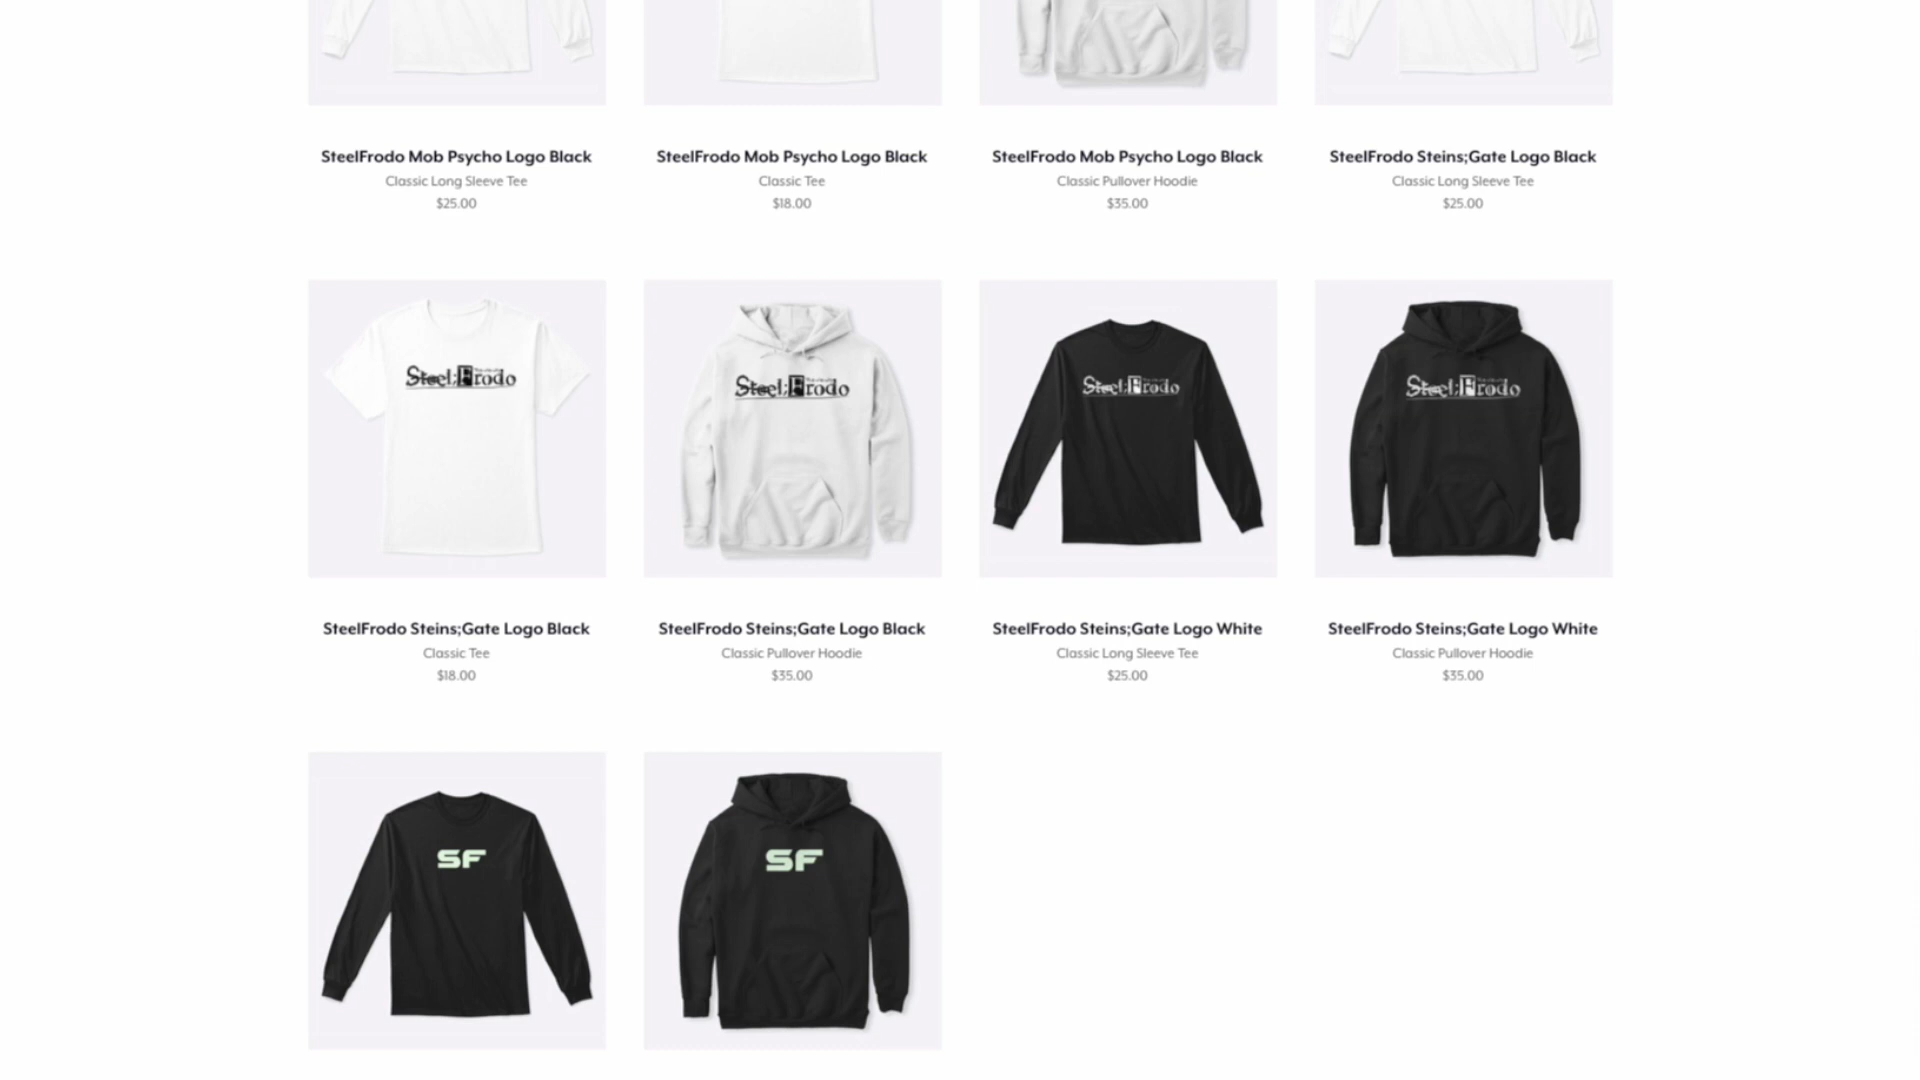 SteelFrodo Mob Psycho Logo Black
Classic Long Sleeve Tee
$25.00
SteelFrodo Mob Psycho Logo Black
Classic Tee
$18.00
SteelFrodo Mob Psycho Logo Black
Classic Pullover Hoodie
$35.00
SteelFrodo Steins;Gate Logo Black
Classic Long Sleeve Tee
$25.00
Steel;Frodo
SteelFrodo Steins;Gate Logo Black
Classic Tee
$18.00
Steel;Frodo
SteelFrodo Steins;Gate Logo Black
Classic Pullover Hoodie
$35.00
Steel;Frodo
SteelFrodo Steins;Gate Logo White
Classic Long Sleeve Tee
$25.00
Steel;Frodo
SteelFrodo Steins;Gate Logo White
Classic Pullover Hoodie
$35.00
SF
SF